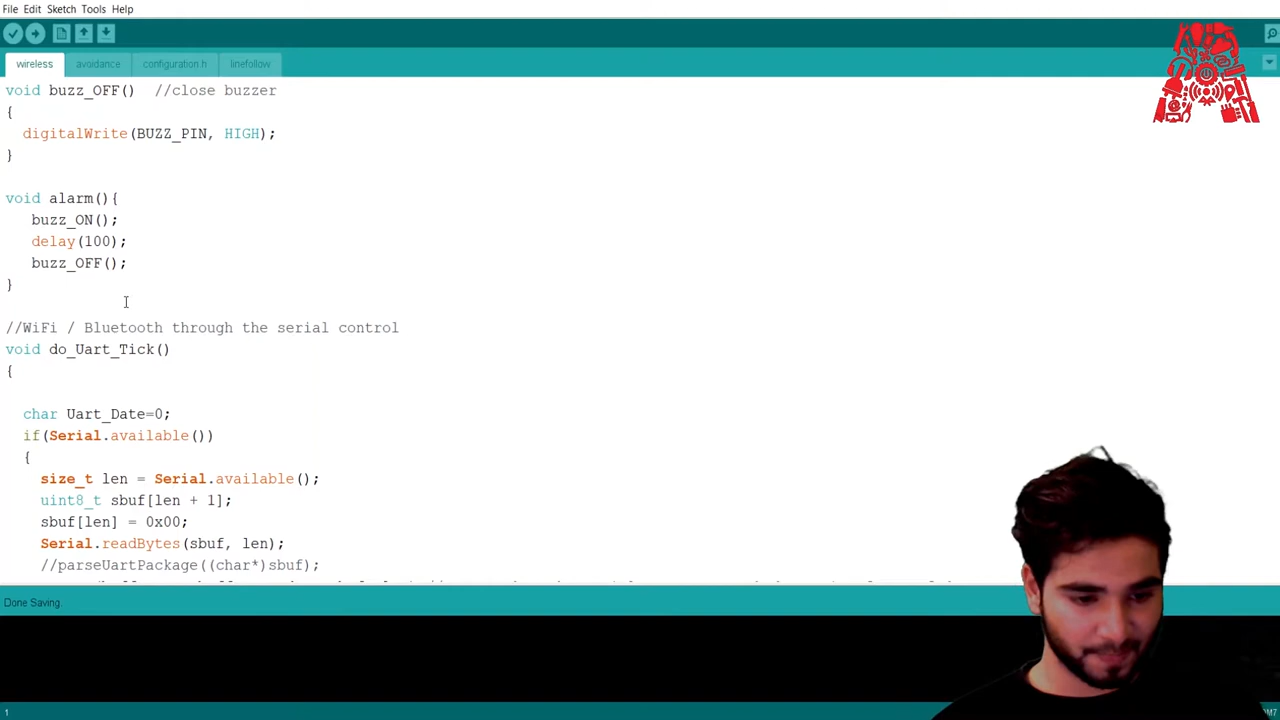 File Edit Sketch Tools Help
wireless avoidance configuration.h linefollow
void buzz_OFF() //close buzzer
{
digitalWrite(BUZZ_PIN, HIGH);
}
void alarm(){
buzz_ON();
delay(100);
buzz_OFF();
}
//WiFi / Bluetooth through the serial control
void do_Uart_Tick()
{
char Uart_Date=0;
if(Serial.available())
{
size_t len = Serial.available();
uint8_t sbuf[len + 1];
sbuf[len] = 0x00;
Serial.readBytes(sbuf, len);
//parseUartPackage((char*)sbuf);
Done Saving.
1